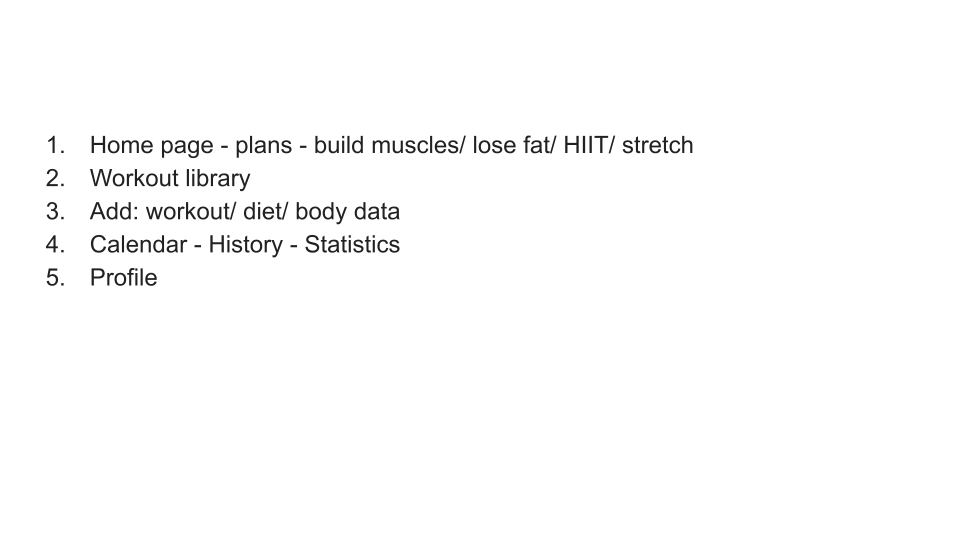 1. Home page - plans - build muscles/ lose fat/ HIIT/ stretch
2. Workout library
3. Add: workout/ diet/ body data
4. Calendar - History - Statistics
5. Profile